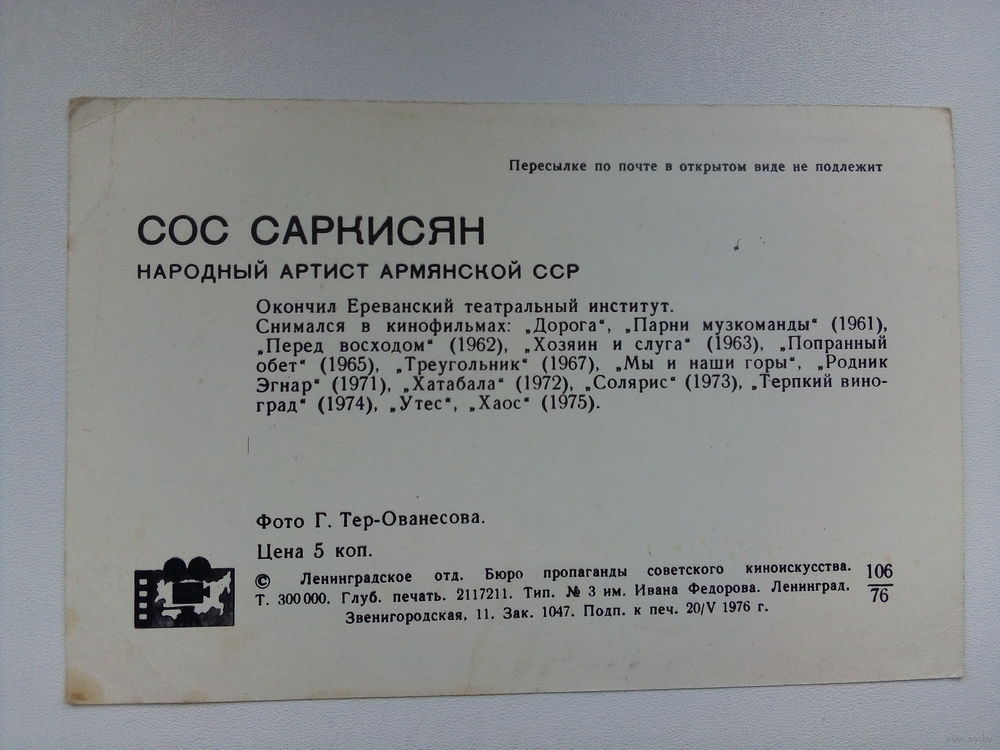 Пересылке по почте в открытом виде не подлежит
СОС САРКИСЯН
НАРОДНЫЙ АРТИСТ АРМЯНСКОЙ ССР
Окончил Ереванский театральный институт.
Снимался в кинофильмах: „Дорога“, „Парни музкоманды“ (1961),
„Перед восходом“ (1962), „Хозяин и слуга“ (1963), „Попранный
обет“ (1965), „Треугольник“ (1967), „Мы и наши горы“, „Родник
Эгнар“ (1971), „Хатабала“ (1972), „Солярис“ (1973), „Терпкий вино-
град“ (1974), „Утес“, „Хаос“ (1975).
Фото Г. Тер-Ованесова.
Цена 5 коп.
© Ленинградское отд. Бюро пропаганды советского киноискусства.
Т. 300 000. Глуб. печать. 2117211. Тип. № 3 им. Ивана Федорова. Ленинград,
Звенигородская, 11. Зак. 1047. Подп. к печ. 20/V 1976 г.
106
76